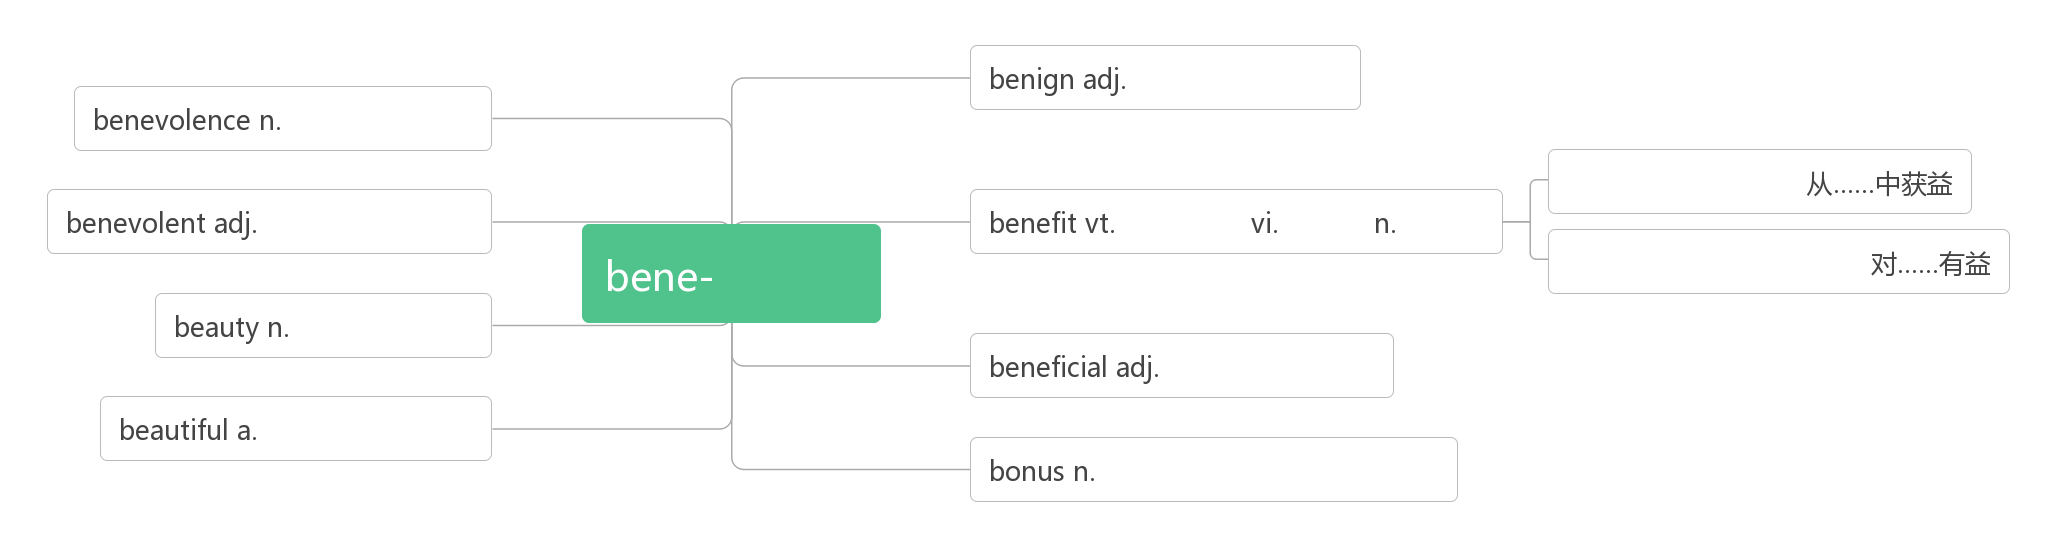 bene-
benevolence n.
benevolent adj.
beauty n.
beautiful a.
benign adj.
benefit vt. vi. n.
从……中获益
对……有益
beneficial adj.
bonus n.